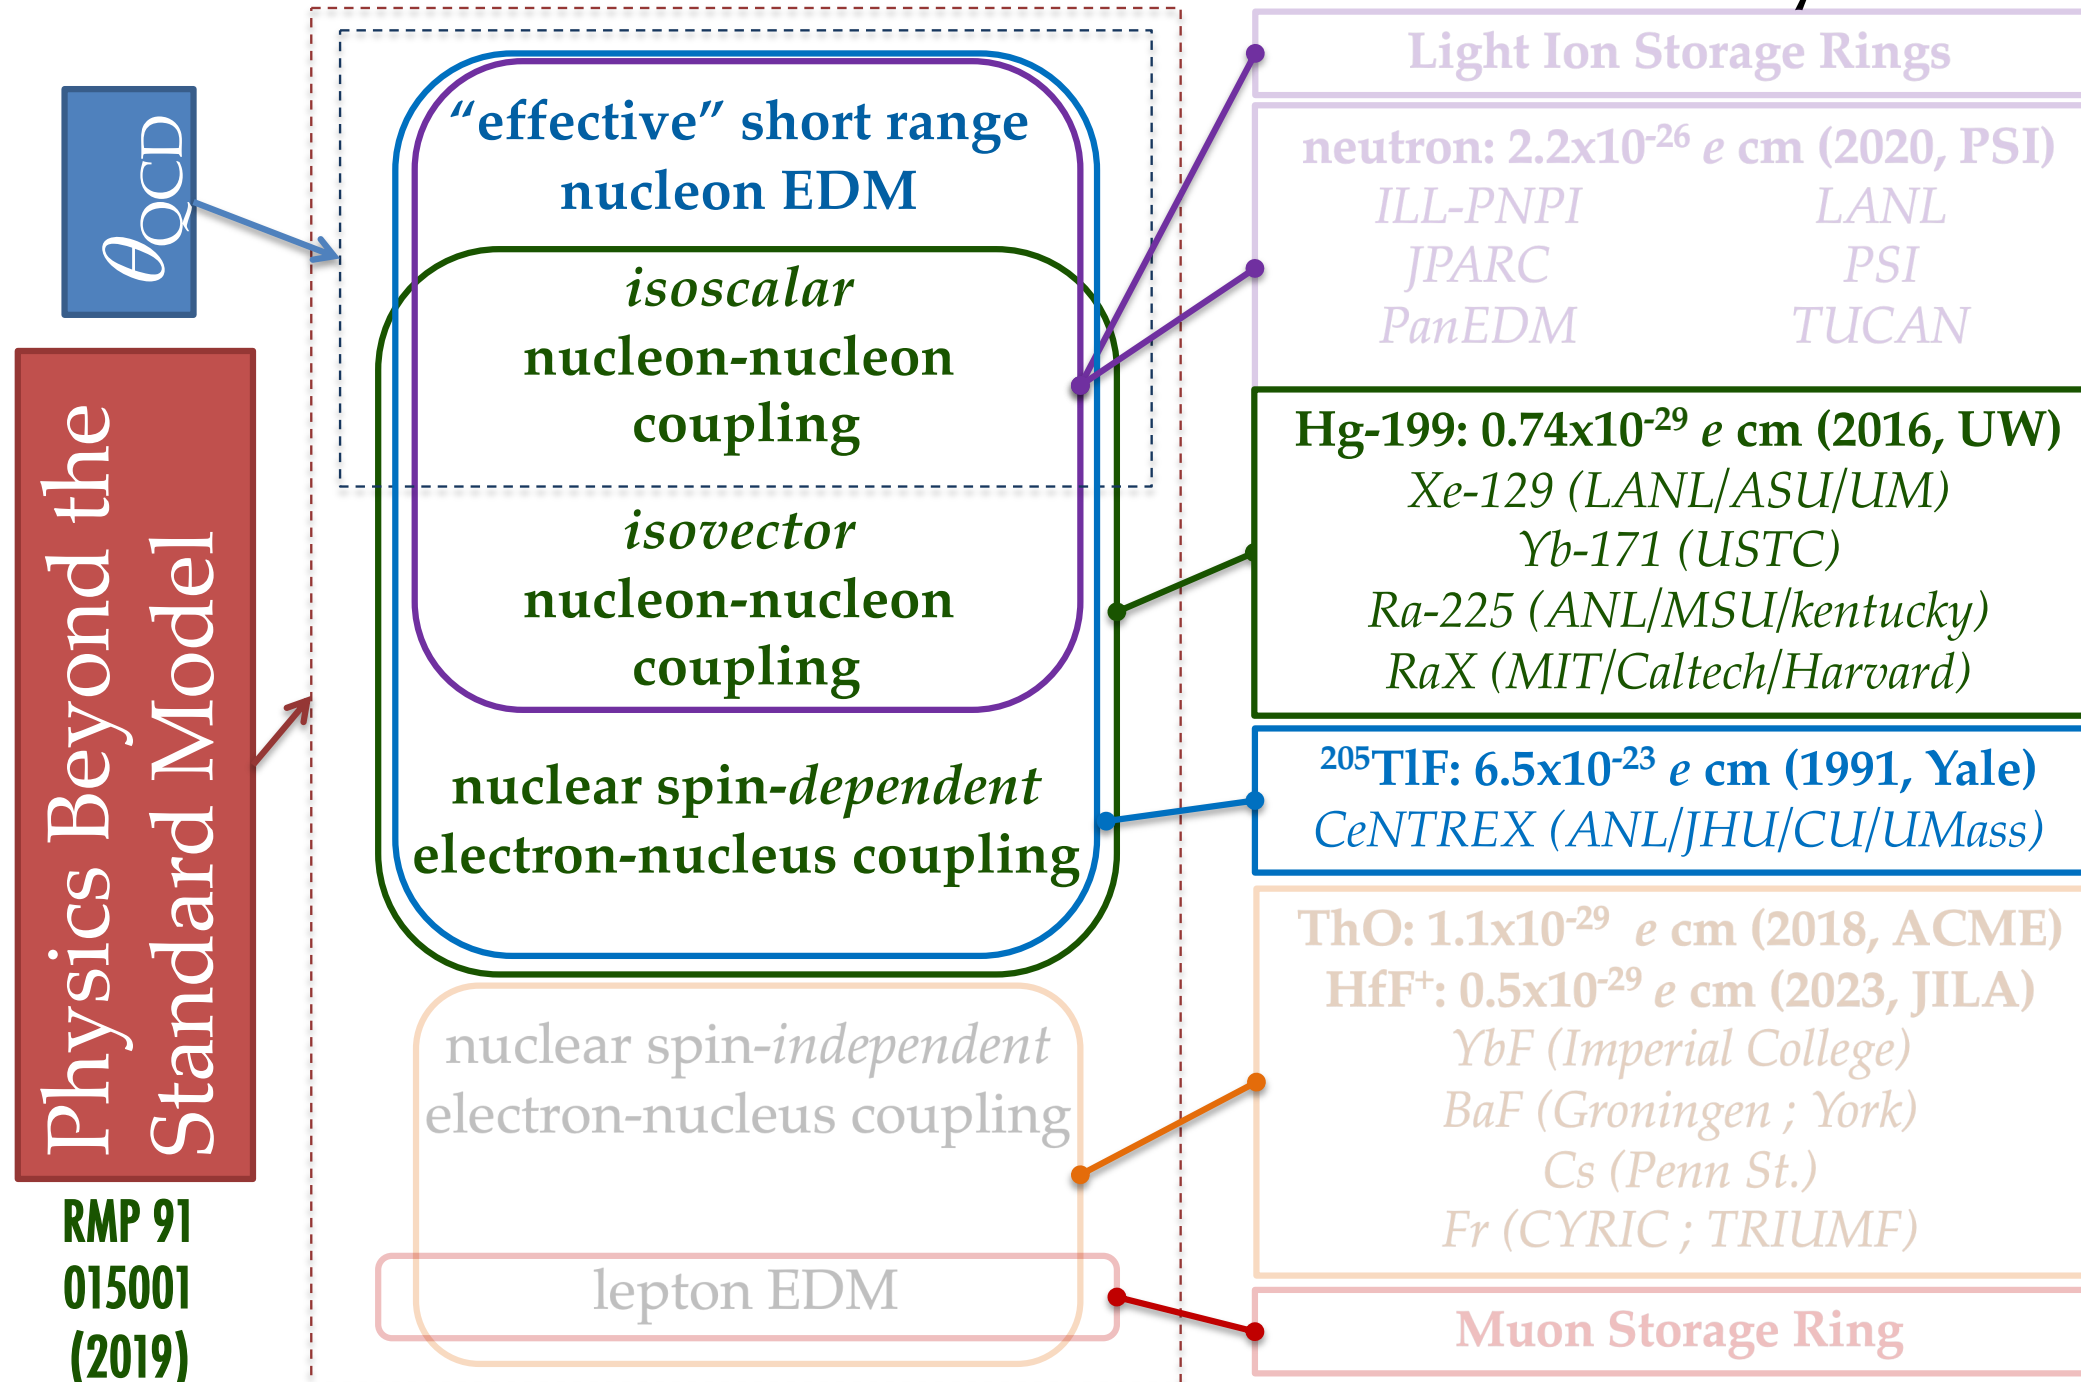 θQCD
Physics Beyond the
Standard Model
RMP 91
015001
(2019)
“effective” short range
nucleon EDM
isoscalar
nucleon-nucleon
coupling
isovector
nucleon-nucleon
coupling
nuclear spin-dependent
electron-nucleus coupling
nuclear spin-independent
electron-nucleus coupling
lepton EDM
Light Ion Storage Rings
neutron: 2.2x10⁻²⁶ e cm (2020, PSI)
ILL-PNPI LANL
JPARC PSI
PanEDM TUCAN
Hg-199: 0.74x10⁻²⁹ e cm (2016, UW)
Xe-129 (LANL/ASU/UM)
Yb-171 (USTC)
Ra-225 (ANL/MSU/kentucky)
RaX (MIT/Caltech/Harvard)
²⁰⁵TlF: 6.5x10⁻²³ e cm (1991, Yale)
CeNTREX (ANL/JHU/CU/UMass)
ThO: 1.1x10⁻²⁹ e cm (2018, ACME)
HfF⁺: 0.5x10⁻²⁹ e cm (2023, JILA)
YbF (Imperial College)
BaF (Groningen ; York)
Cs (Penn St.)
Fr (CYRIC ; TRIUMF)
Muon Storage Ring